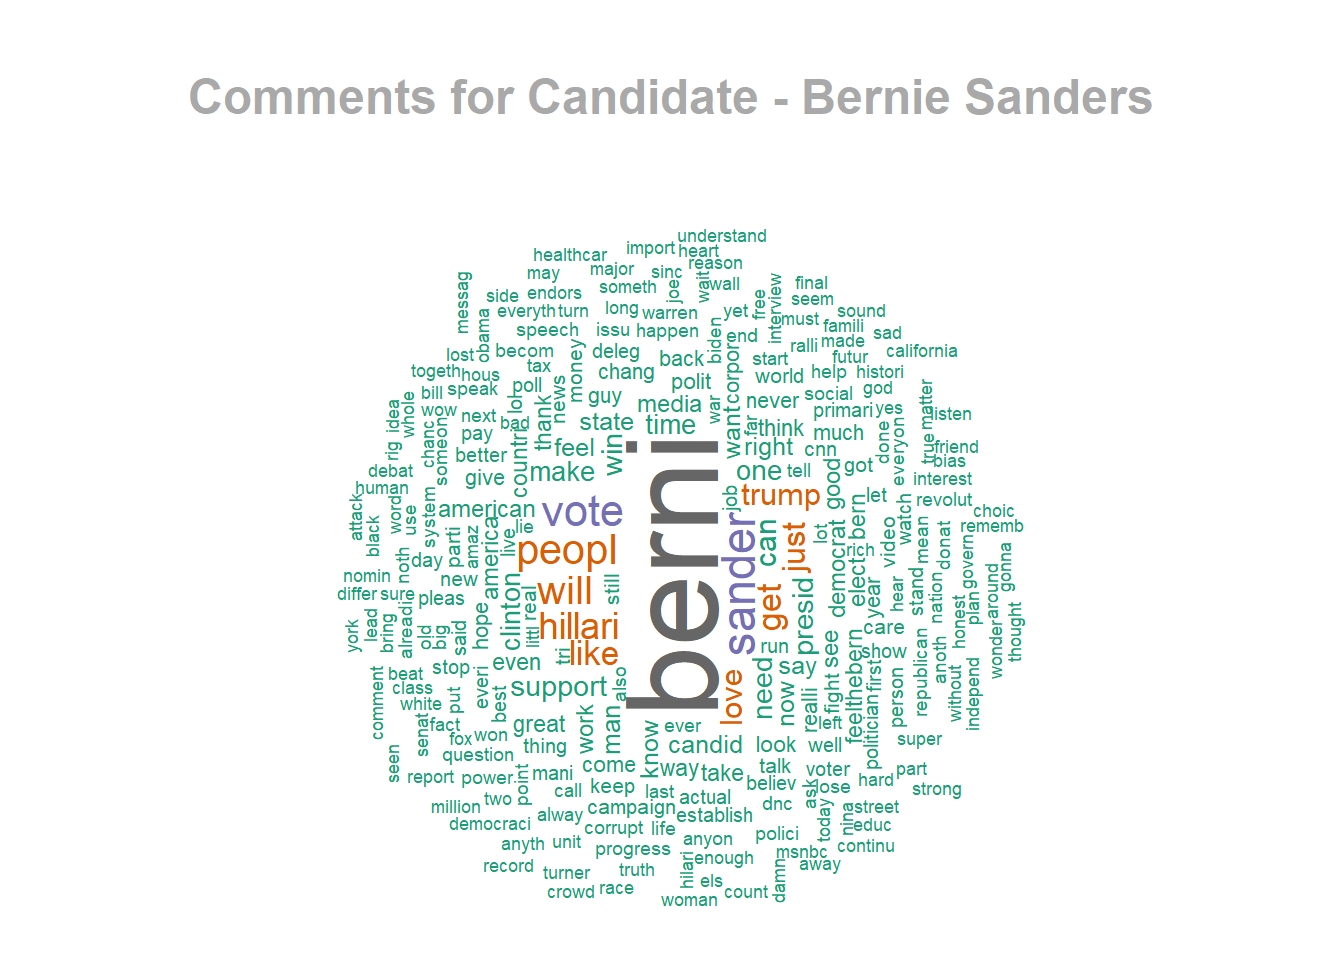 Comments for Candidate - Bernie Sanders
understand
healthcar
import
heart
may
major
sinc
reason
messag
side
endors
someth
joec
wait
wall
free
interview
final
seem
everyth
turn
long
warren
yet
must
sound
obama
speech
issu
happen
biden
end
famili
sad
lost
becom
deleg
back
start
ralli
made
california
togeth
hous
tax
money
chang
polit
corpor
world
help
futur
histori
bill
speak
loh
poll
news
guy
media
war
want
never
social
god
whole
idea
wow
next
bad
thank
state
time
far
think
primari
yes
matter
listen
rig
chanc
someon
pay
countri
feel
win
right
much
done
everyon
true
friend
debat
better
give
make
one
cnn
tell
got
bias
human
american
vote
berni
job
trump
good
let
interest
revolut
attack
black
word
use
system
parti
amaz
lie
live
america
peopl
sander
can
just
lot
democrat
rich
elect
bern
video
watch
mean
donat
choic
rememb
noth
day
new
nomin
differ
sure
pleas
will
still
get
presid
year
hear
stand
nation
plan
govern
around
gonna
york
lead
bring
alreadi
old
big
said
hope
clinton
real
littl
hillari
run
care
honest
wonder
thought
stop
beat
class
white
even
tri
like
love
need
say
see
show
first
republican
anoth
without
independ
comment
put
everi
best
support
also
now
realli
fight
feelthebern
politician
person
senat
fact
fox
won
great
work
man
ever
know
candid
look
left
well
super
seen
question
thing
come
way
take
talk
voter
report
power
point
mani
keep
last
actual
believ
lose
hard
part
strong
million
two
call
campaign
establish
dnc
ask
today
nina
street
democraci
alway
corrupt
life
anyon
polici
educ
anyth
unit
progress
enough
msnbc
continu
record
turner
truth
hilari
els
damn
away
crowd
race
woman
count